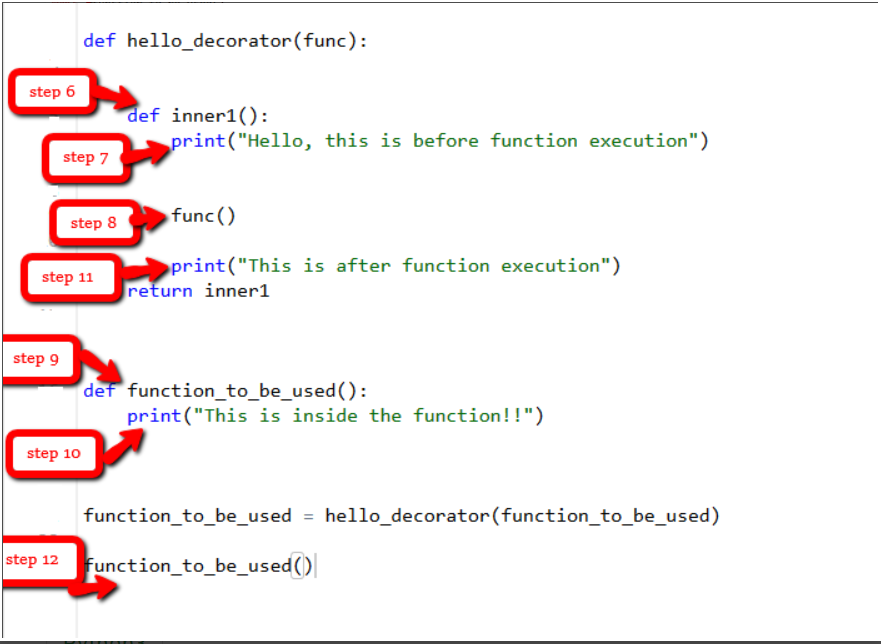 def hello_decorator(func):
step 6
def inner1():
print("Hello, this is before function execution")
step 7
step 8
func()
print("This is after function execution")
step 11
return inner1
step 9
def function_to_be_used():
print("This is inside the function!!")
step 10
function_to_be_used = hello_decorator(function_to_be_used)
step 12
function_to_be_used()